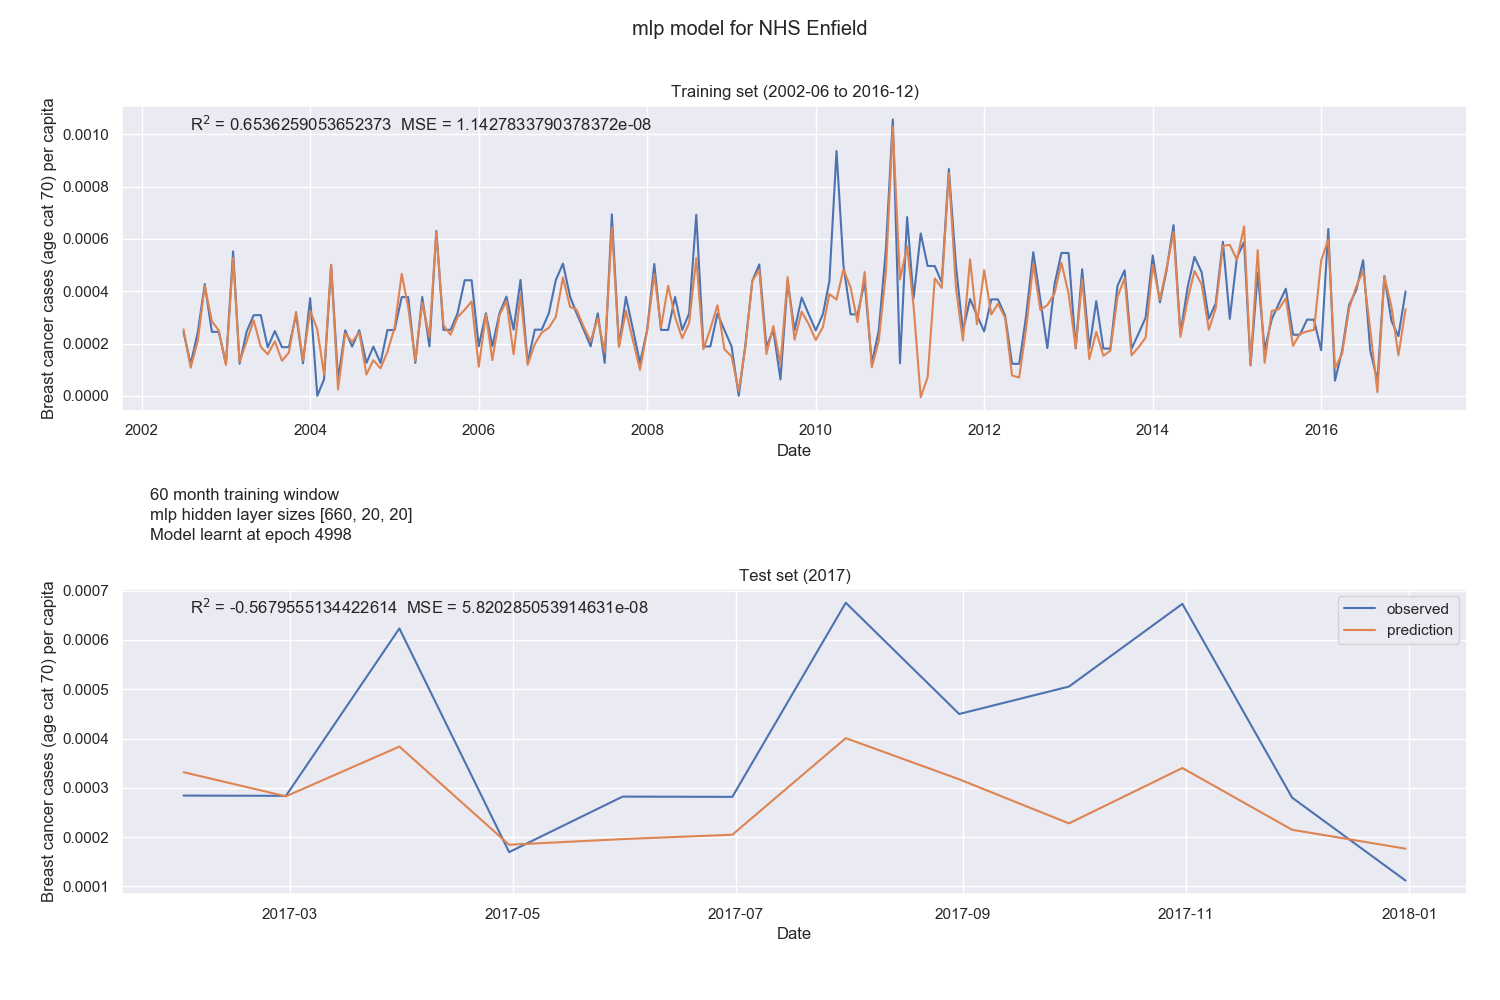 mlp model for NHS Enfield
Training set (2002-06 to 2016-12)
R² = 0.6536259053652373 MSE = 1.1427833790378372e-08
Breast cancer cases (age cat 70) per capita
0.0010
0.0008
0.0006
0.0004
0.0002
0.0000
2002 2004 2006 2008 2010 2012 2014 2016
Date
60 month training window
mlp hidden layer sizes [660, 20, 20]
Model learnt at epoch 4998
Test set (2017)
R² = -0.5679555134422614 MSE = 5.820285053914631e-08
observed
prediction
Breast cancer cases (age cat 70) per capita
0.0007
0.0006
0.0005
0.0004
0.0003
0.0002
0.0001
2017-03 2017-05 2017-07 2017-09 2017-11 2018-01
Date